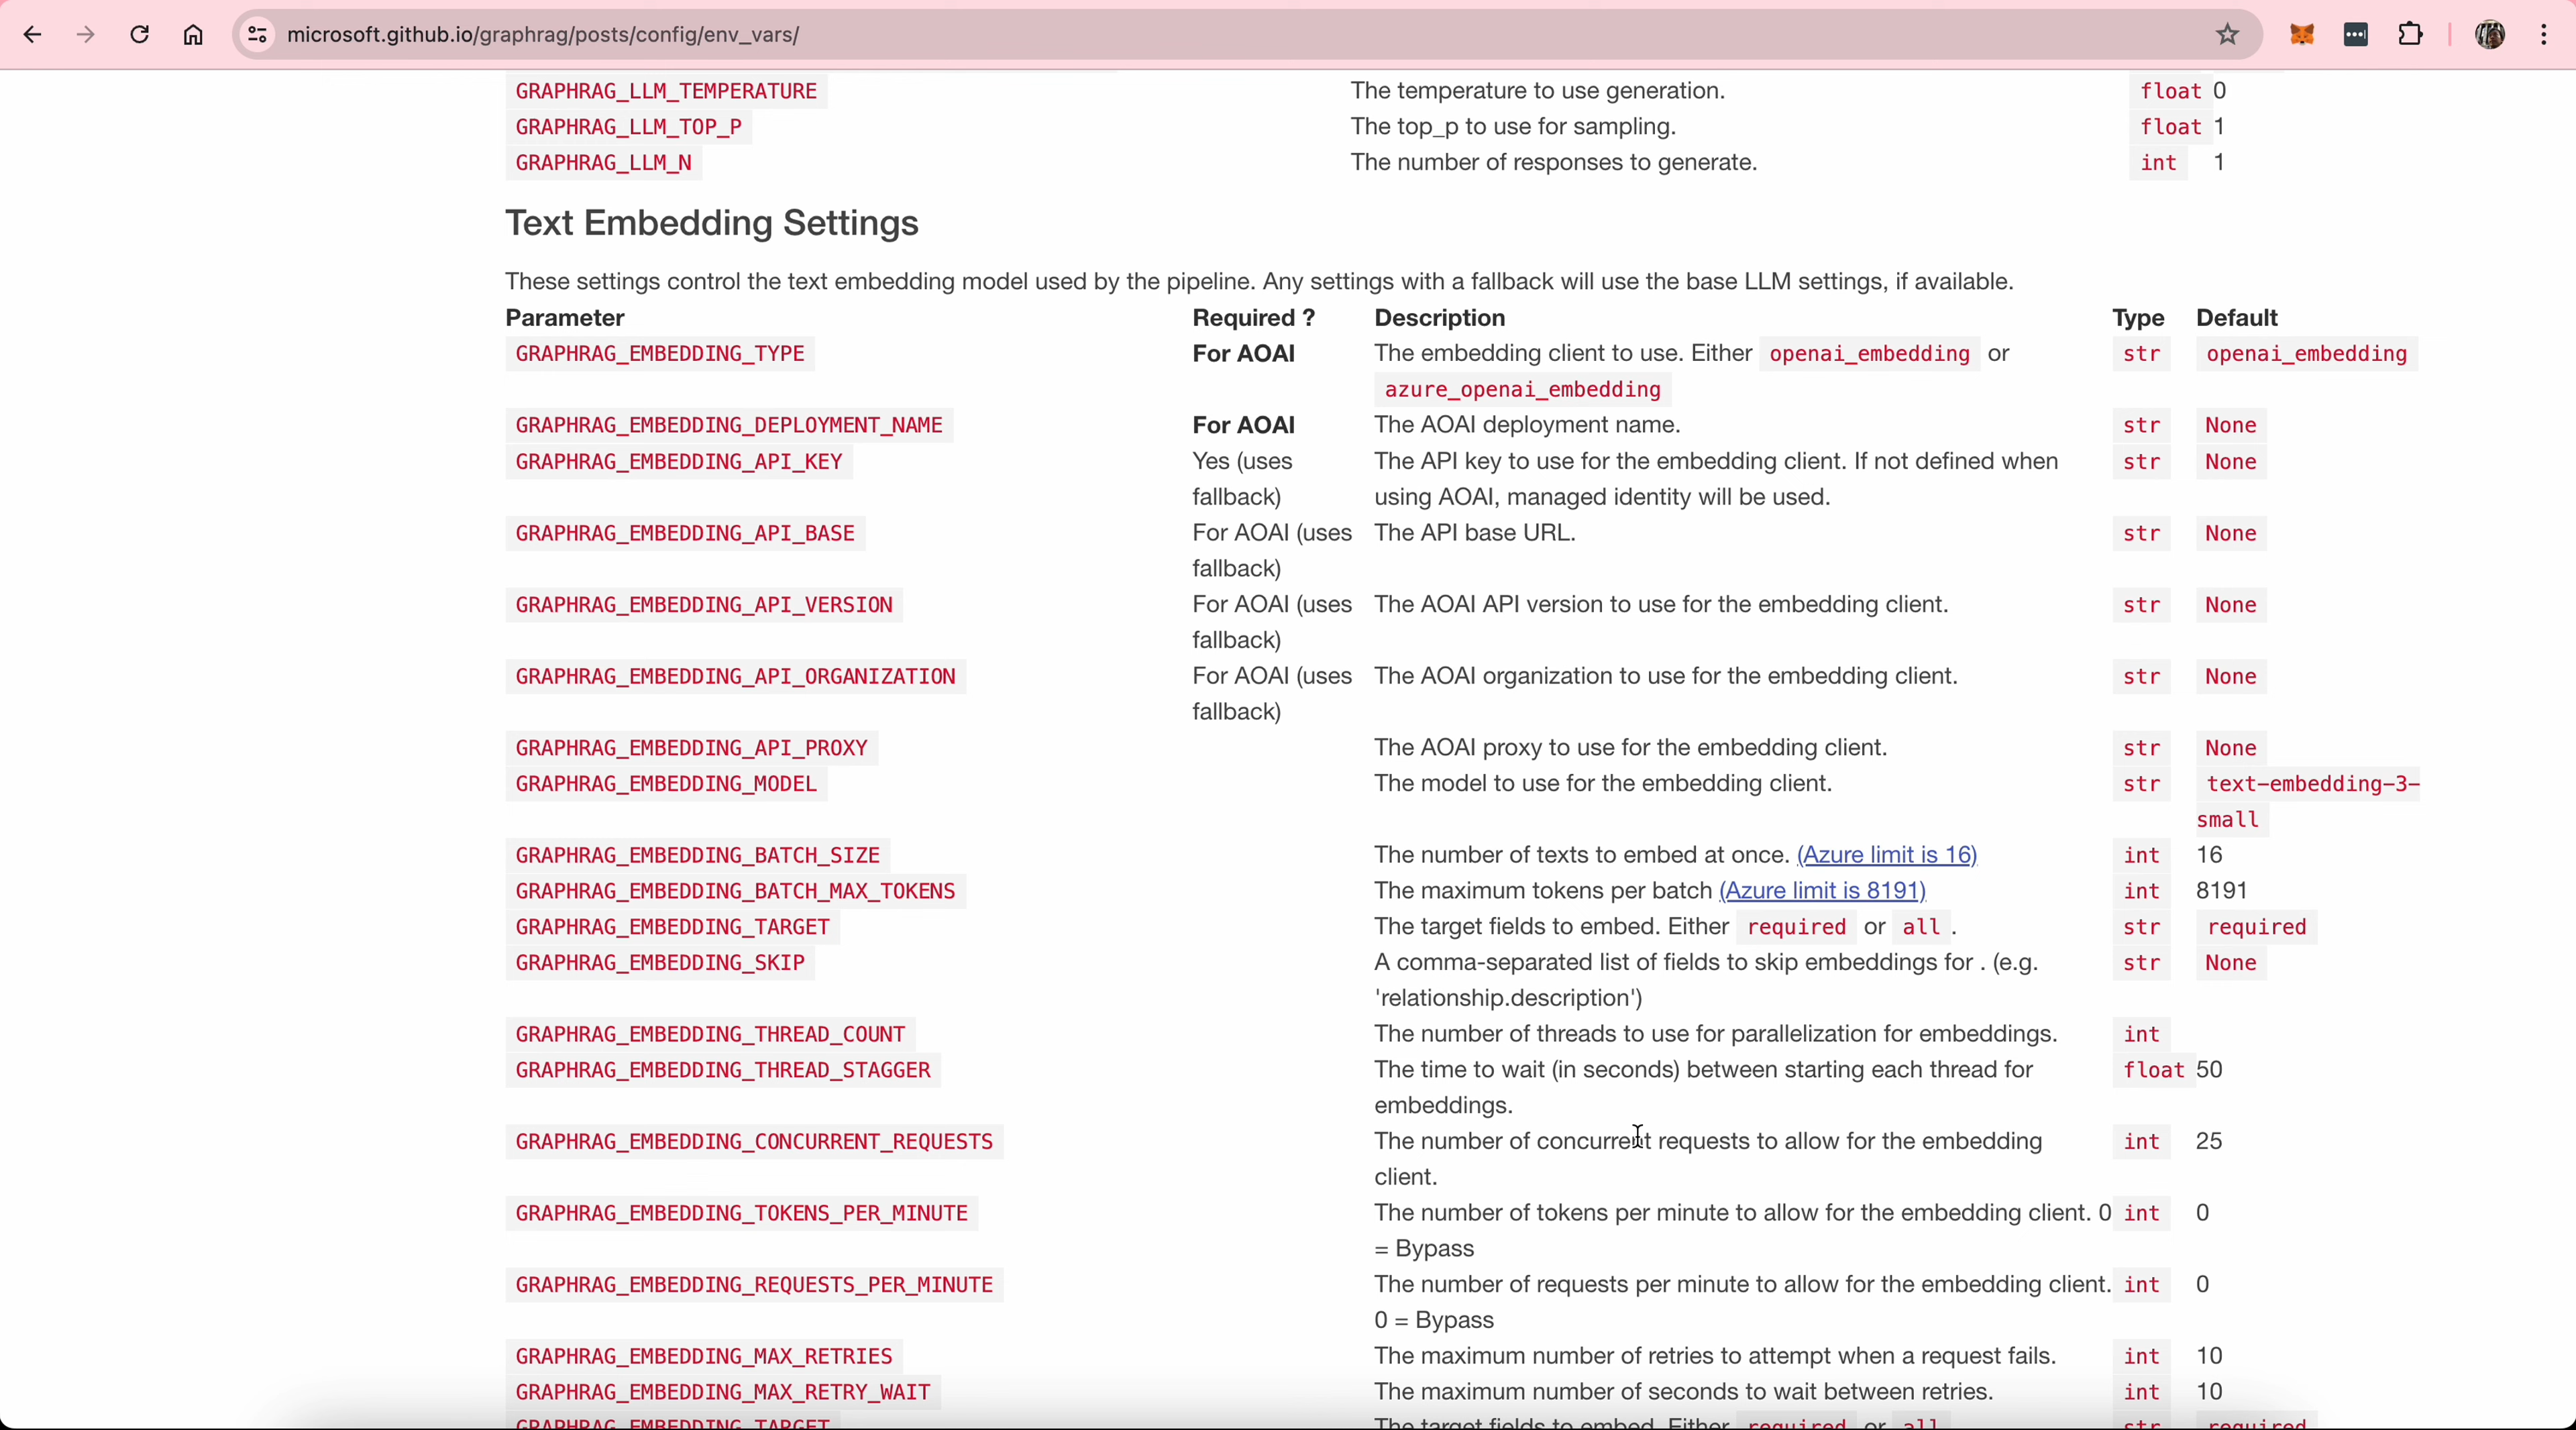 microsoft.github.io/graphrag/posts/config/env_vars/
GRAPHRAG_LLM_TEMPERATURE The temperature to use generation. float 0
GRAPHRAG_LLM_TOP_P The top_p to use for sampling. float 1
GRAPHRAG_LLM_N The number of responses to generate. int 1
Text Embedding Settings
These settings control the text embedding model used by the pipeline. Any settings with a fallback will use the base LLM settings, if available.
Parameter Required ? Description Type Default
GRAPHRAG_EMBEDDING_TYPE For AOAI The embedding client to use. Either openai_embedding or str openai_embedding
azure_openai_embedding
GRAPHRAG_EMBEDDING_DEPLOYMENT_NAME For AOAI The AOAI deployment name. str None
GRAPHRAG_EMBEDDING_API_KEY Yes (uses The API key to use for the embedding client. If not defined when str None
fallback) using AOAI, managed identity will be used.
GRAPHRAG_EMBEDDING_API_BASE For AOAI (uses The API base URL. str None
fallback)
GRAPHRAG_EMBEDDING_API_VERSION For AOAI (uses The AOAI API version to use for the embedding client. str None
fallback)
GRAPHRAG_EMBEDDING_API_ORGANIZATION For AOAI (uses The AOAI organization to use for the embedding client. str None
fallback)
GRAPHRAG_EMBEDDING_API_PROXY The AOAI proxy to use for the embedding client. str None
GRAPHRAG_EMBEDDING_MODEL The model to use for the embedding client. str text-embedding-3-
small
GRAPHRAG_EMBEDDING_BATCH_SIZE The number of texts to embed at once. (Azure limit is 16) int 16
GRAPHRAG_EMBEDDING_BATCH_MAX_TOKENS The maximum tokens per batch (Azure limit is 8191) int 8191
GRAPHRAG_EMBEDDING_TARGET The target fields to embed. Either required or all . str required
GRAPHRAG_EMBEDDING_SKIP A comma-separated list of fields to skip embeddings for . (e.g. str None
'relationship.description')
GRAPHRAG_EMBEDDING_THREAD_COUNT The number of threads to use for parallelization for embeddings. int
GRAPHRAG_EMBEDDING_THREAD_STAGGER The time to wait (in seconds) between starting each thread for float 50
embeddings.
GRAPHRAG_EMBEDDING_CONCURRENT_REQUESTS The number of concurrent requests to allow for the embedding int 25
client.
GRAPHRAG_EMBEDDING_TOKENS_PER_MINUTE The number of tokens per minute to allow for the embedding client. 0 int 0
= Bypass
GRAPHRAG_EMBEDDING_REQUESTS_PER_MINUTE The number of requests per minute to allow for the embedding client. int 0
0 = Bypass
GRAPHRAG_EMBEDDING_MAX_RETRIES The maximum number of retries to attempt when a request fails. int 10
GRAPHRAG_EMBEDDING_MAX_RETRY_WAIT The maximum number of seconds to wait between retries. int 10
GRAPHRAG_EMBEDDING_TARGET The target fields to embed. Either required or all str required